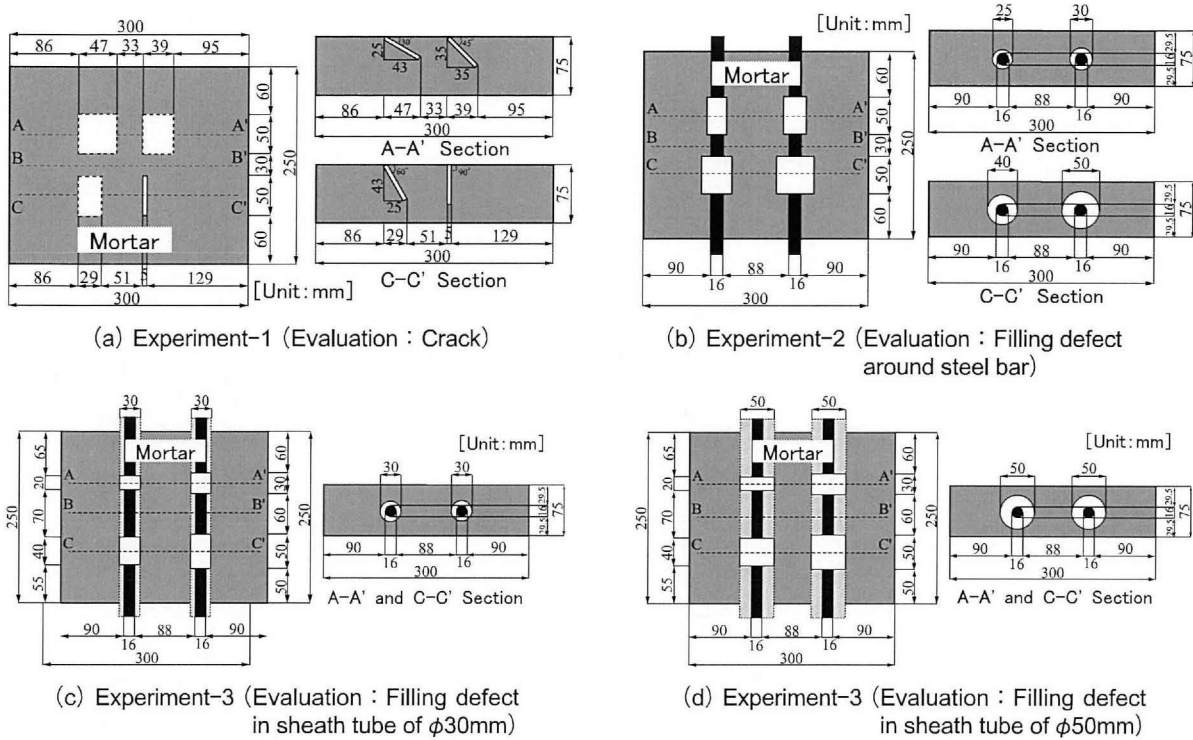 300
86 47 33 39 95
A A'
B B'
C C'
60
50
30
50
60
250
Mortar
86 29 51 5 129
300
[Unit:mm]
25 30° 43
35 45° 35
75
86 47 33 39 95
300
A-A' Section
43 60° 25
90°
75
86 29 51 5 129
300
C-C' Section
(a) Experiment-1 (Evaluation : Crack)
[Unit:mm]
Mortar
A A'
B B'
C C'
60
50
30
50
60
250
90 88 90
16 16
300
25 30
29.5
16
29.5
75
90 88 90
16 16
300
A-A' Section
40 50
29.5
16
29.5
75
90 88 90
16 16
300
C-C' Section
(b) Experiment-2 (Evaluation : Filling defect
around steel bar)
30 30
Mortar
A A'
B B'
C C'
65
20
70
40
55
250
60
30
60
50
50
250
90 88 90
16 16
300
[Unit:mm]
30 30
29.5
16
29.5
75
90 88 90
16 16
300
A-A' and C-C' Section
(c) Experiment-3 (Evaluation : Filling defect
in sheath tube of φ30mm)
50 50
Mortar
A A'
B B'
C C'
65
20
70
40
55
250
60
30
60
50
50
250
90 88 90
16 16
300
[Unit:mm]
50 50
29.5
16
29.5
75
90 88 90
16 16
300
A-A' and C-C' Section
(d) Experiment-3 (Evaluation : Filling defect
in sheath tube of φ50mm)